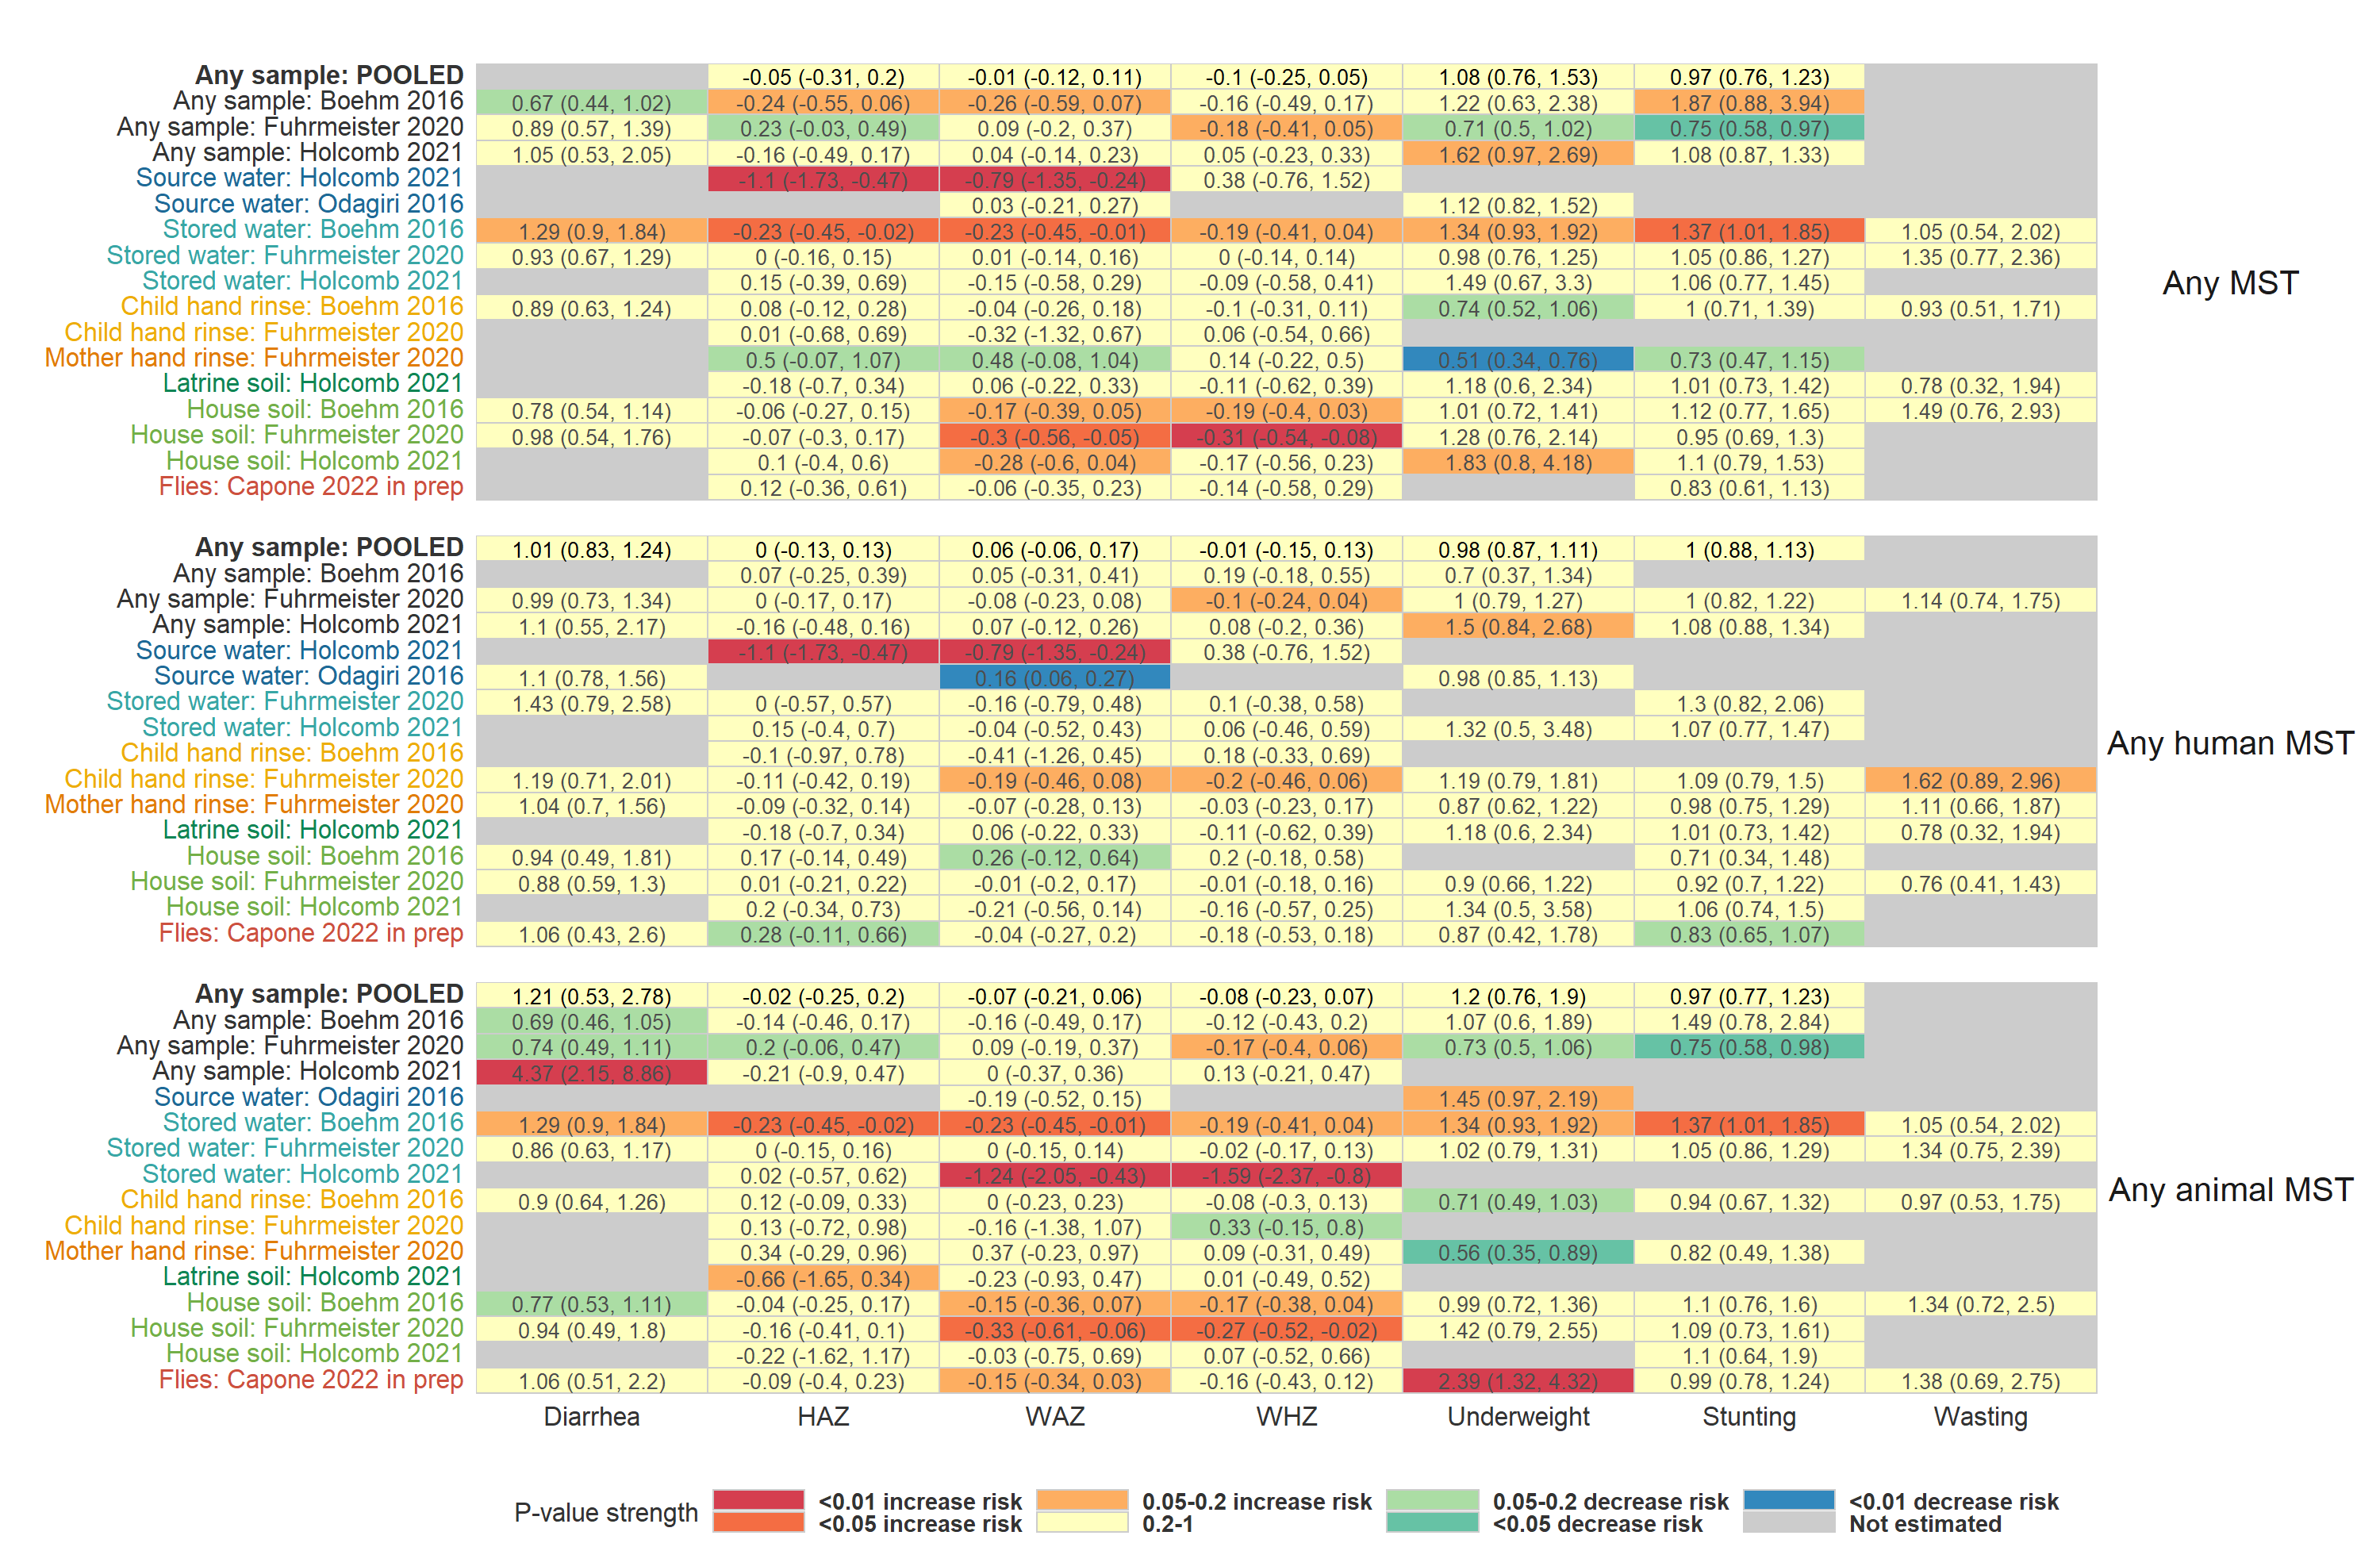 Any sample: POOLED -0.05 (-0.31, 0.2) -0.01 (-0.12, 0.11) -0.1 (-0.25, 0.05) 1.08 (0.76, 1.53) 0.97 (0.76, 1.23)
Any sample: Boehm 2016 0.67 (0.44, 1.02) -0.24 (-0.55, 0.06) -0.26 (-0.59, 0.07) -0.16 (-0.49, 0.17) 1.22 (0.63, 2.38) 1.87 (0.88, 3.94)
Any sample: Fuhrmeister 2020 0.89 (0.57, 1.39) 0.23 (-0.03, 0.49) 0.09 (-0.2, 0.37) -0.18 (-0.41, 0.05) 0.71 (0.5, 1.02) 0.75 (0.58, 0.97)
Any sample: Holcomb 2021 1.05 (0.53, 2.05) -0.16 (-0.49, 0.17) 0.04 (-0.14, 0.23) 0.05 (-0.23, 0.33) 1.62 (0.97, 2.69) 1.08 (0.87, 1.33)
Source water: Holcomb 2021 -1.1 (-1.73, -0.47) -0.79 (-1.35, -0.24) 0.38 (-0.76, 1.52)
Source water: Odagiri 2016 0.03 (-0.21, 0.27) 1.12 (0.82, 1.52)
Stored water: Boehm 2016 1.29 (0.9, 1.84) -0.23 (-0.45, -0.02) -0.23 (-0.45, -0.01) -0.19 (-0.41, 0.04) 1.34 (0.93, 1.92) 1.37 (1.01, 1.85) 1.05 (0.54, 2.02)
Stored water: Fuhrmeister 2020 0.93 (0.67, 1.29) 0 (-0.16, 0.15) 0.01 (-0.14, 0.16) 0 (-0.14, 0.14) 0.98 (0.76, 1.25) 1.05 (0.86, 1.27) 1.35 (0.77, 2.36)
Stored water: Holcomb 2021 0.15 (-0.39, 0.69) -0.15 (-0.58, 0.29) -0.09 (-0.58, 0.41) 1.49 (0.67, 3.3) 1.06 (0.77, 1.45)
Any MST
Child hand rinse: Boehm 2016 0.89 (0.63, 1.24) 0.08 (-0.12, 0.28) -0.04 (-0.26, 0.18) -0.1 (-0.31, 0.11) 0.74 (0.52, 1.06) 1 (0.71, 1.39) 0.93 (0.51, 1.71)
Child hand rinse: Fuhrmeister 2020 0.01 (-0.68, 0.69) -0.32 (-1.32, 0.67) 0.06 (-0.54, 0.66)
Mother hand rinse: Fuhrmeister 2020 0.5 (-0.07, 1.07) 0.48 (-0.08, 1.04) 0.14 (-0.22, 0.5) 0.51 (0.34, 0.76) 0.73 (0.47, 1.15)
Latrine soil: Holcomb 2021 -0.18 (-0.7, 0.34) 0.06 (-0.22, 0.33) -0.11 (-0.62, 0.39) 1.18 (0.6, 2.34) 1.01 (0.73, 1.42) 0.78 (0.32, 1.94)
House soil: Boehm 2016 0.78 (0.54, 1.14) -0.06 (-0.27, 0.15) -0.17 (-0.39, 0.05) -0.19 (-0.4, 0.03) 1.01 (0.72, 1.41) 1.12 (0.77, 1.65) 1.49 (0.76, 2.93)
House soil: Fuhrmeister 2020 0.98 (0.54, 1.76) -0.07 (-0.3, 0.17) -0.3 (-0.56, -0.05) -0.31 (-0.54, -0.08) 1.28 (0.76, 2.14) 0.95 (0.69, 1.3)
House soil: Holcomb 2021 0.1 (-0.4, 0.6) -0.28 (-0.6, 0.04) -0.17 (-0.56, 0.23) 1.83 (0.8, 4.18) 1.1 (0.79, 1.53)
Flies: Capone 2022 in prep 0.12 (-0.36, 0.61) -0.06 (-0.35, 0.23) -0.14 (-0.58, 0.29) 0.83 (0.61, 1.13)
Any sample: POOLED 1.01 (0.83, 1.24) 0 (-0.13, 0.13) 0.06 (-0.06, 0.17) -0.01 (-0.15, 0.13) 0.98 (0.87, 1.11) 1 (0.88, 1.13)
Any sample: Boehm 2016 0.07 (-0.25, 0.39) 0.05 (-0.31, 0.41) 0.19 (-0.18, 0.55) 0.7 (0.37, 1.34)
Any sample: Fuhrmeister 2020 0.99 (0.73, 1.34) 0 (-0.17, 0.17) -0.08 (-0.23, 0.08) -0.1 (-0.24, 0.04) 1 (0.79, 1.27) 1 (0.82, 1.22) 1.14 (0.74, 1.75)
Any sample: Holcomb 2021 1.1 (0.55, 2.17) -0.16 (-0.48, 0.16) 0.07 (-0.12, 0.26) 0.08 (-0.2, 0.36) 1.5 (0.84, 2.68) 1.08 (0.88, 1.34)
Source water: Holcomb 2021 -1.1 (-1.73, -0.47) -0.79 (-1.35, -0.24) 0.38 (-0.76, 1.52)
Source water: Odagiri 2016 1.1 (0.78, 1.56) 0.16 (0.06, 0.27) 0.98 (0.85, 1.13)
Stored water: Fuhrmeister 2020 1.43 (0.79, 2.58) 0 (-0.57, 0.57) -0.16 (-0.79, 0.48) 0.1 (-0.38, 0.58) 1.3 (0.82, 2.06)
Stored water: Holcomb 2021 0.15 (-0.4, 0.7) -0.04 (-0.52, 0.43) 0.06 (-0.46, 0.59) 1.32 (0.5, 3.48) 1.07 (0.77, 1.47)
Any human MST
Child hand rinse: Boehm 2016 -0.1 (-0.97, 0.78) -0.41 (-1.26, 0.45) 0.18 (-0.33, 0.69)
Child hand rinse: Fuhrmeister 2020 1.19 (0.71, 2.01) -0.11 (-0.42, 0.19) -0.19 (-0.46, 0.08) -0.2 (-0.46, 0.06) 1.19 (0.79, 1.81) 1.09 (0.79, 1.5) 1.62 (0.89, 2.96)
Mother hand rinse: Fuhrmeister 2020 1.04 (0.7, 1.56) -0.09 (-0.32, 0.14) -0.07 (-0.28, 0.13) -0.03 (-0.23, 0.17) 0.87 (0.62, 1.22) 0.98 (0.75, 1.29) 1.11 (0.66, 1.87)
Latrine soil: Holcomb 2021 -0.18 (-0.7, 0.34) 0.06 (-0.22, 0.33) -0.11 (-0.62, 0.39) 1.18 (0.6, 2.34) 1.01 (0.73, 1.42) 0.78 (0.32, 1.94)
House soil: Boehm 2016 0.94 (0.49, 1.81) 0.17 (-0.14, 0.49) 0.26 (-0.12, 0.64) 0.2 (-0.18, 0.58) 0.71 (0.34, 1.48)
House soil: Fuhrmeister 2020 0.88 (0.59, 1.3) 0.01 (-0.21, 0.22) -0.01 (-0.2, 0.17) -0.01 (-0.18, 0.16) 0.9 (0.66, 1.22) 0.92 (0.7, 1.22) 0.76 (0.41, 1.43)
House soil: Holcomb 2021 0.2 (-0.34, 0.73) -0.21 (-0.56, 0.14) -0.16 (-0.57, 0.25) 1.34 (0.5, 3.58) 1.06 (0.74, 1.5)
Flies: Capone 2022 in prep 1.06 (0.43, 2.6) 0.28 (-0.11, 0.66) -0.04 (-0.27, 0.2) -0.18 (-0.53, 0.18) 0.87 (0.42, 1.78) 0.83 (0.65, 1.07)
Any sample: POOLED 1.21 (0.53, 2.78) -0.02 (-0.25, 0.2) -0.07 (-0.21, 0.06) -0.08 (-0.23, 0.07) 1.2 (0.76, 1.9) 0.97 (0.77, 1.23)
Any sample: Boehm 2016 0.69 (0.46, 1.05) -0.14 (-0.46, 0.17) -0.16 (-0.49, 0.17) -0.12 (-0.43, 0.2) 1.07 (0.6, 1.89) 1.49 (0.78, 2.84)
Any sample: Fuhrmeister 2020 0.74 (0.49, 1.11) 0.2 (-0.06, 0.47) 0.09 (-0.19, 0.37) -0.17 (-0.4, 0.06) 0.73 (0.5, 1.06) 0.75 (0.58, 0.98)
Any sample: Holcomb 2021 4.37 (2.15, 8.86) -0.21 (-0.9, 0.47) 0 (-0.37, 0.36) 0.13 (-0.21, 0.47)
Source water: Odagiri 2016 -0.19 (-0.52, 0.15) 1.45 (0.97, 2.19)
Stored water: Boehm 2016 1.29 (0.9, 1.84) -0.23 (-0.45, -0.02) -0.23 (-0.45, -0.01) -0.19 (-0.41, 0.04) 1.34 (0.93, 1.92) 1.37 (1.01, 1.85) 1.05 (0.54, 2.02)
Stored water: Fuhrmeister 2020 0.86 (0.63, 1.17) 0 (-0.15, 0.16) 0 (-0.15, 0.14) -0.02 (-0.17, 0.13) 1.02 (0.79, 1.31) 1.05 (0.86, 1.29) 1.34 (0.75, 2.39)
Stored water: Holcomb 2021 0.02 (-0.57, 0.62) -1.24 (-2.05, -0.43) -1.59 (-2.37, -0.8)
Child hand rinse: Boehm 2016 0.9 (0.64, 1.26) 0.12 (-0.09, 0.33) 0 (-0.23, 0.23) -0.08 (-0.3, 0.13) 0.71 (0.49, 1.03) 0.94 (0.67, 1.32) 0.97 (0.53, 1.75)
Any animal MST
Child hand rinse: Fuhrmeister 2020 0.13 (-0.72, 0.98) -0.16 (-1.38, 1.07) 0.33 (-0.15, 0.8)
Mother hand rinse: Fuhrmeister 2020 0.34 (-0.29, 0.96) 0.37 (-0.23, 0.97) 0.09 (-0.31, 0.49) 0.56 (0.35, 0.89) 0.82 (0.49, 1.38)
Latrine soil: Holcomb 2021 -0.66 (-1.65, 0.34) -0.23 (-0.93, 0.47) 0.01 (-0.49, 0.52)
House soil: Boehm 2016 0.77 (0.53, 1.11) -0.04 (-0.25, 0.17) -0.15 (-0.36, 0.07) -0.17 (-0.38, 0.04) 0.99 (0.72, 1.36) 1.1 (0.76, 1.6) 1.34 (0.72, 2.5)
House soil: Fuhrmeister 2020 0.94 (0.49, 1.8) -0.16 (-0.41, 0.1) -0.33 (-0.61, -0.06) -0.27 (-0.52, -0.02) 1.42 (0.79, 2.55) 1.09 (0.73, 1.61)
House soil: Holcomb 2021 -0.22 (-1.62, 1.17) -0.03 (-0.75, 0.69) 0.07 (-0.52, 0.66) 1.1 (0.64, 1.9)
Flies: Capone 2022 in prep 1.06 (0.51, 2.2) -0.09 (-0.4, 0.23) -0.15 (-0.34, 0.03) -0.16 (-0.43, 0.12) 2.39 (1.32, 4.32) 0.99 (0.78, 1.24) 1.38 (0.69, 2.75)
Diarrhea HAZ WAZ WHZ Underweight Stunting Wasting
P-value strength
<0.01 increase risk 0.05-0.2 increase risk 0.05-0.2 decrease risk <0.01 decrease risk
<0.05 increase risk 0.2-1 <0.05 decrease risk Not estimated